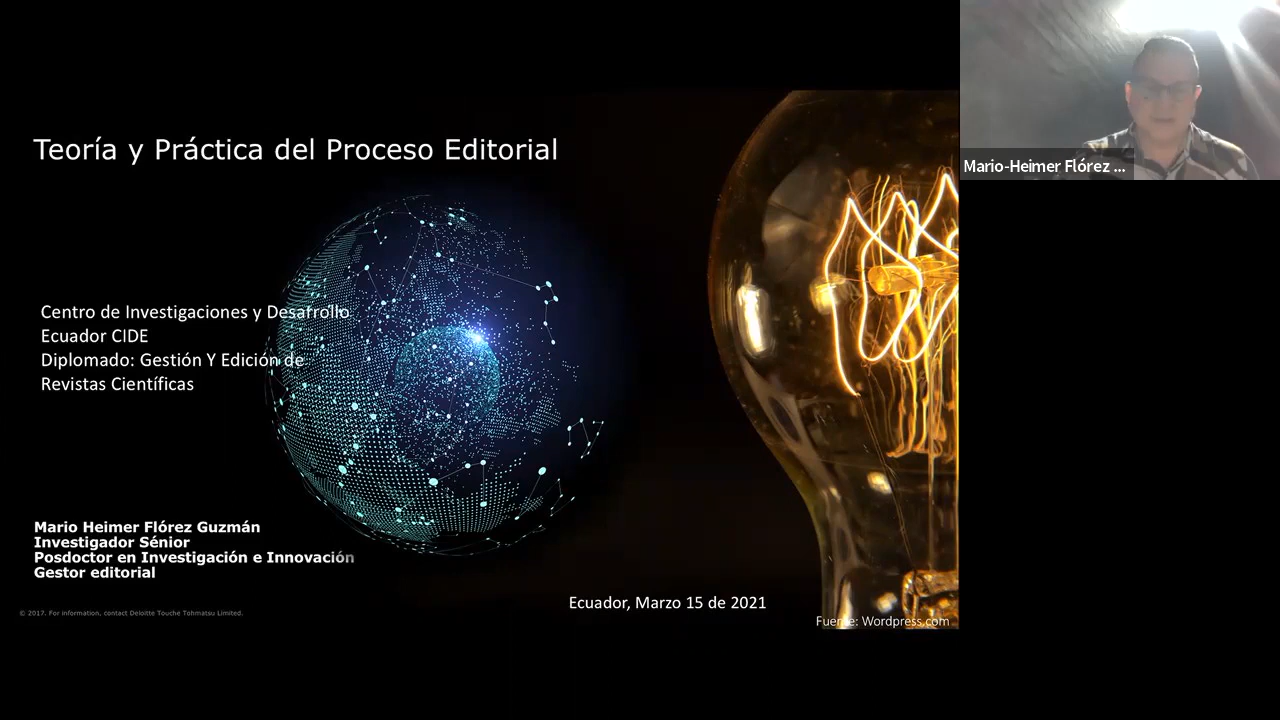 Teoría y Práctica del Proceso Editorial
Centro de Investigaciones y Desarrollo
Ecuador CIDE
Diplomado: Gestión Y Edición de
Revistas Científicas
Mario Heimer Flórez Guzmán
Investigador Sénior
Posdoctor en Investigación e Innovación
Gestor editorial
© 2017. For information, contact Deloitte Touche Tohmatsu Limited.
Ecuador, Marzo 15 de 2021
Fuente: Wordpress.com
Mario-Heimer Flórez ...